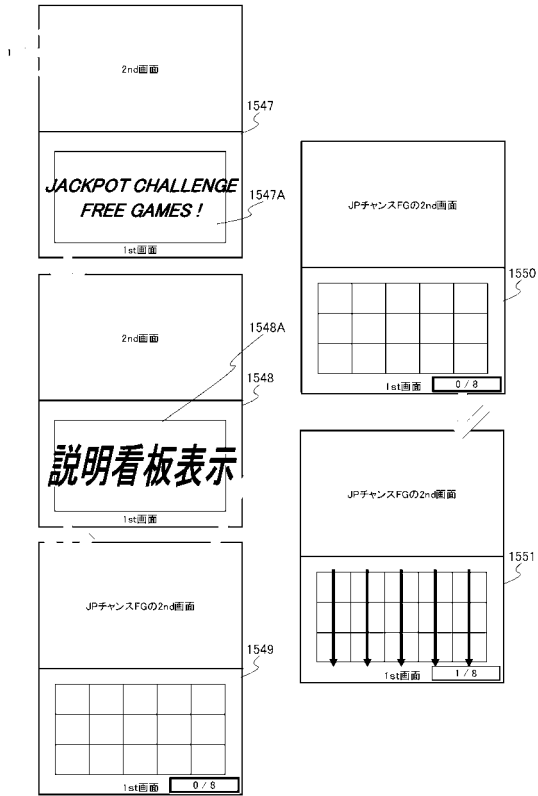 1
2nd画面
1547
JACKPOT CHALLENGE
FREE GAMES !
1547A
1st画面
2nd画面
1548A
1548
説明看板表示
1st画面
JPチャンスFGの2nd画面
1549
1st画面
0 / 8
JPチャンスFGの2nd画面
1550
1st画面
0 / 8
JPチャンスFGの2nd画面
1551
1st画面
1 / 8